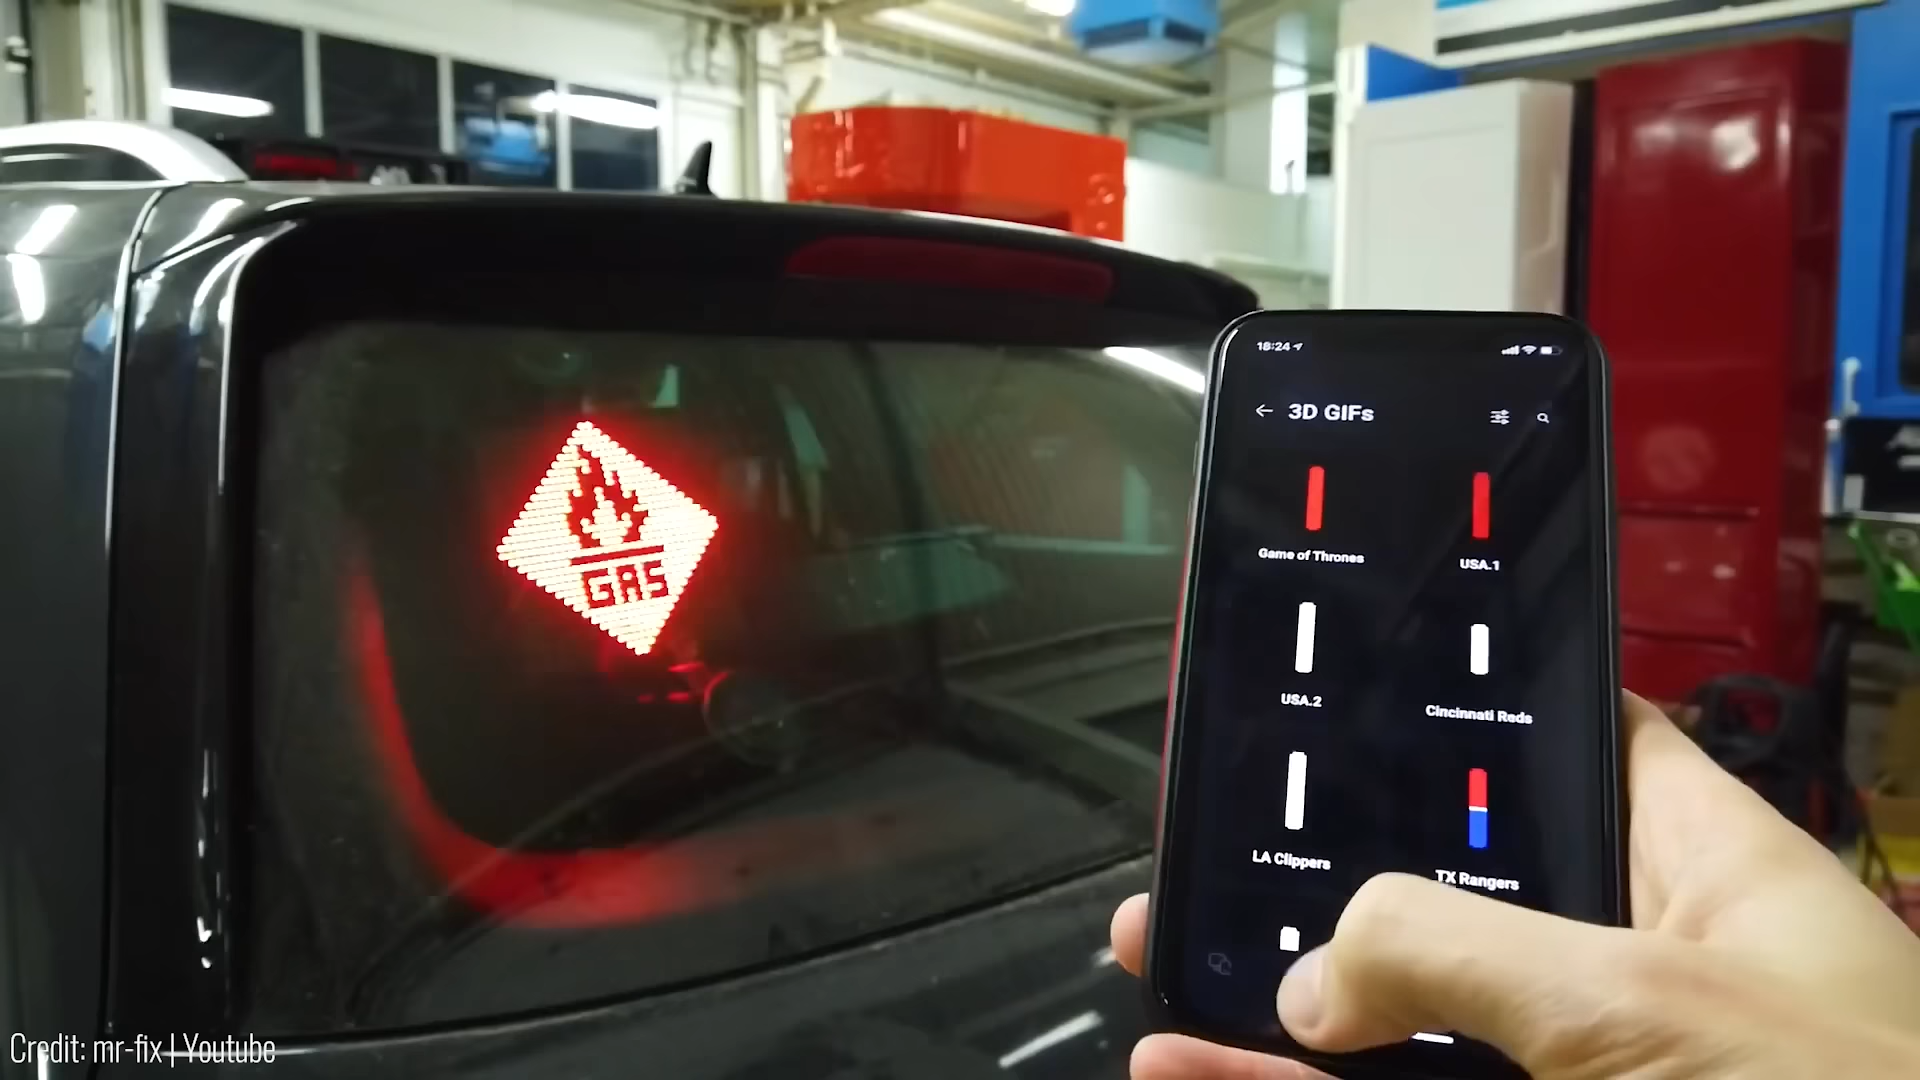 GAS
18:24
3D GIFs
Game of Thrones
USA.1
USA.2
Cincinnati Reds
LA Clippers
TX Rangers
Credit: mr-fix | Youtube